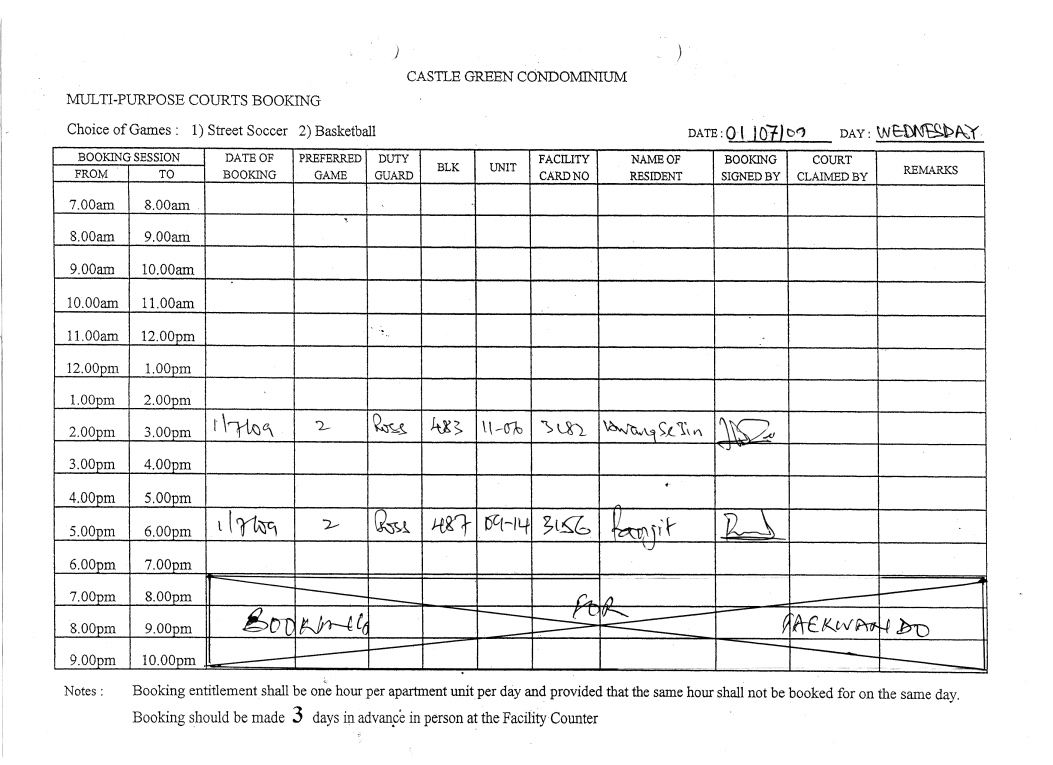 CASTLE GREEN CONDOMINIUM
MULTI-PURPOSE COURTS BOOKING
Choice of Games : 1) Street Soccer 2) Basketball DATE: 01/07/09 DAY: WEDNESDAY
BOOKING SESSION DATE OF PREFERRED DUTY BLK UNIT FACILITY NAME OF BOOKING COURT REMARKS
FROM TO BOOKING GAME GUARD CARD NO RESIDENT SIGNED BY CLAIMED BY
7.00am 8.00am
8.00am 9.00am
9.00am 10.00am
10.00am 11.00am
11.00am 12.00pm
12.00pm 1.00pm
1.00pm 2.00pm
2.00pm 3.00pm 1/7/09 2 Ross 483 11-06 3182 Hwang Se Jin
3.00pm 4.00pm
4.00pm 5.00pm
5.00pm 6.00pm 1/7/09 2 Ross 487 09-14 3156
6.00pm 7.00pm
7.00pm 8.00pm FOR
8.00pm 9.00pm BOOKING TAEKWANDO
9.00pm 10.00pm
Notes : Booking entitlement shall be one hour per apartment unit per day and provided that the same hour shall not be booked for on the same day.
Booking should be made 3 days in advance in person at the Facility Counter